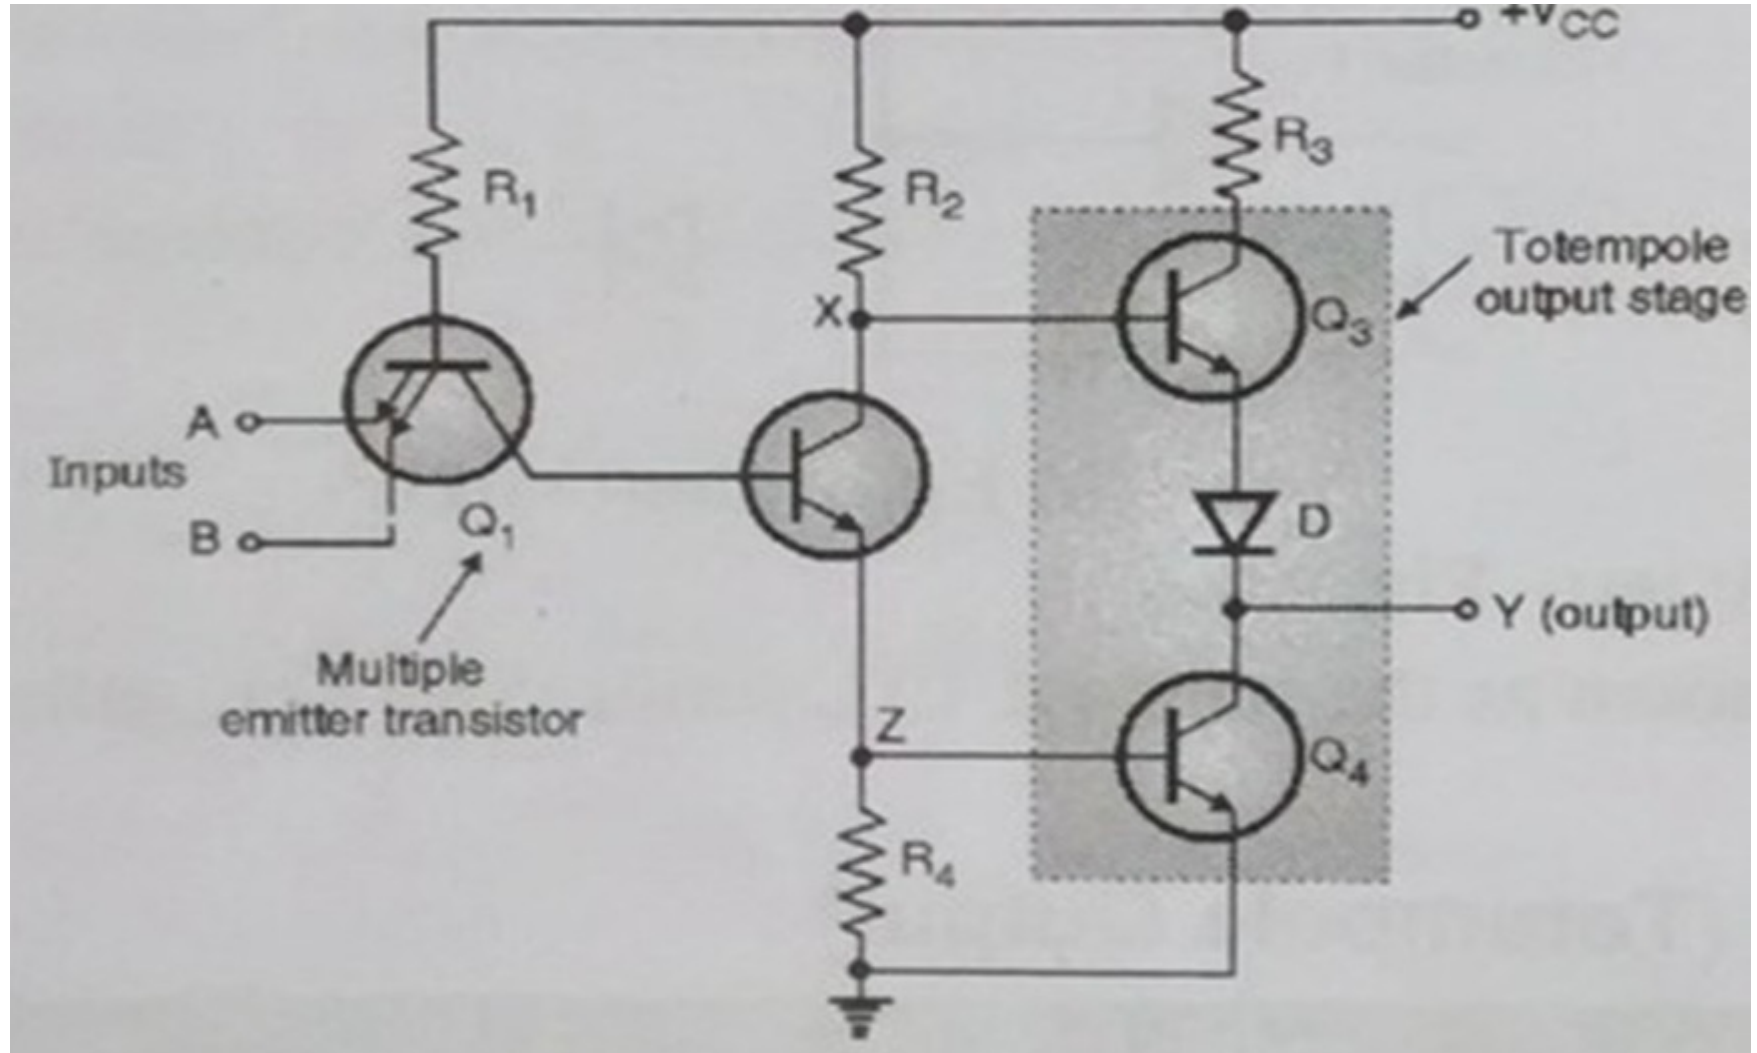 +VCC
R3
R1
R2
Totempole
output stage
X
Q3
A
Inputs
B
Q1
D
Y (output)
Multiple
emitter transistor
Z
Q4
R4